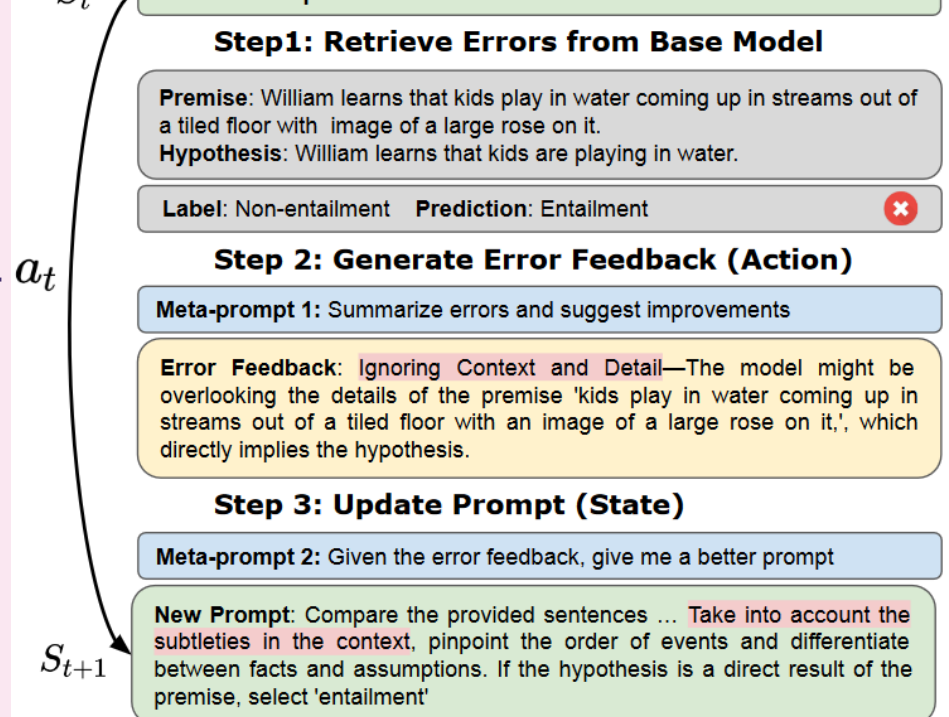 Step1: Retrieve Errors from Base Model
Premise: William learns that kids play in water coming up in streams out of
a tiled floor with image of a large rose on it.
Hypothesis: William learns that kids are playing in water.
Label: Non-entailment Prediction: Entailment
a_t
Step 2: Generate Error Feedback (Action)
Meta-prompt 1: Summarize errors and suggest improvements
Error Feedback: Ignoring Context and Detail—The model might be
overlooking the details of the premise 'kids play in water coming up in
streams out of a tiled floor with an image of a large rose on it,', which
directly implies the hypothesis.
Step 3: Update Prompt (State)
Meta-prompt 2: Given the error feedback, give me a better prompt
New Prompt: Compare the provided sentences … Take into account the
subtleties in the context, pinpoint the order of events and differentiate
S_{t+1}
between facts and assumptions. If the hypothesis is a direct result of the
premise, select 'entailment'